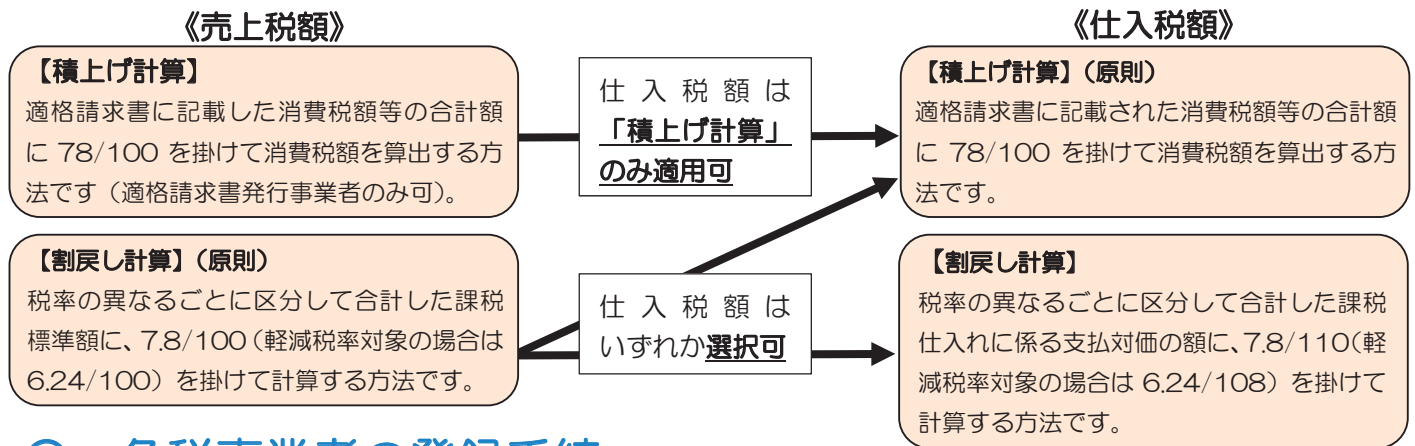 《売上税額》
【積上げ計算】
適格請求書に記載した消費税額等の合計額
に 78/100 を掛けて消費税額を算出する方
法です（適格請求書発行事業者のみ可）。
【割戻し計算】（原則）
税率の異なるごとに区分して合計した課税
標準額に、7.8/100（軽減税率対象の場合は
6.24/100）を掛けて計算する方法です。
仕入税額は
「積上げ計算」
のみ適用可
仕入税額は
いずれか選択可
《仕入税額》
【積上げ計算】（原則）
適格請求書に記載された消費税額等の合計額
に 78/100 を掛けて消費税額を算出する方
法です。
【割戻し計算】
税率の異なるごとに区分して合計した課税
仕入れに係る支払対価の額に、7.8/110（軽
減税率対象の場合は 6.24/108）を掛けて
計算する方法です。